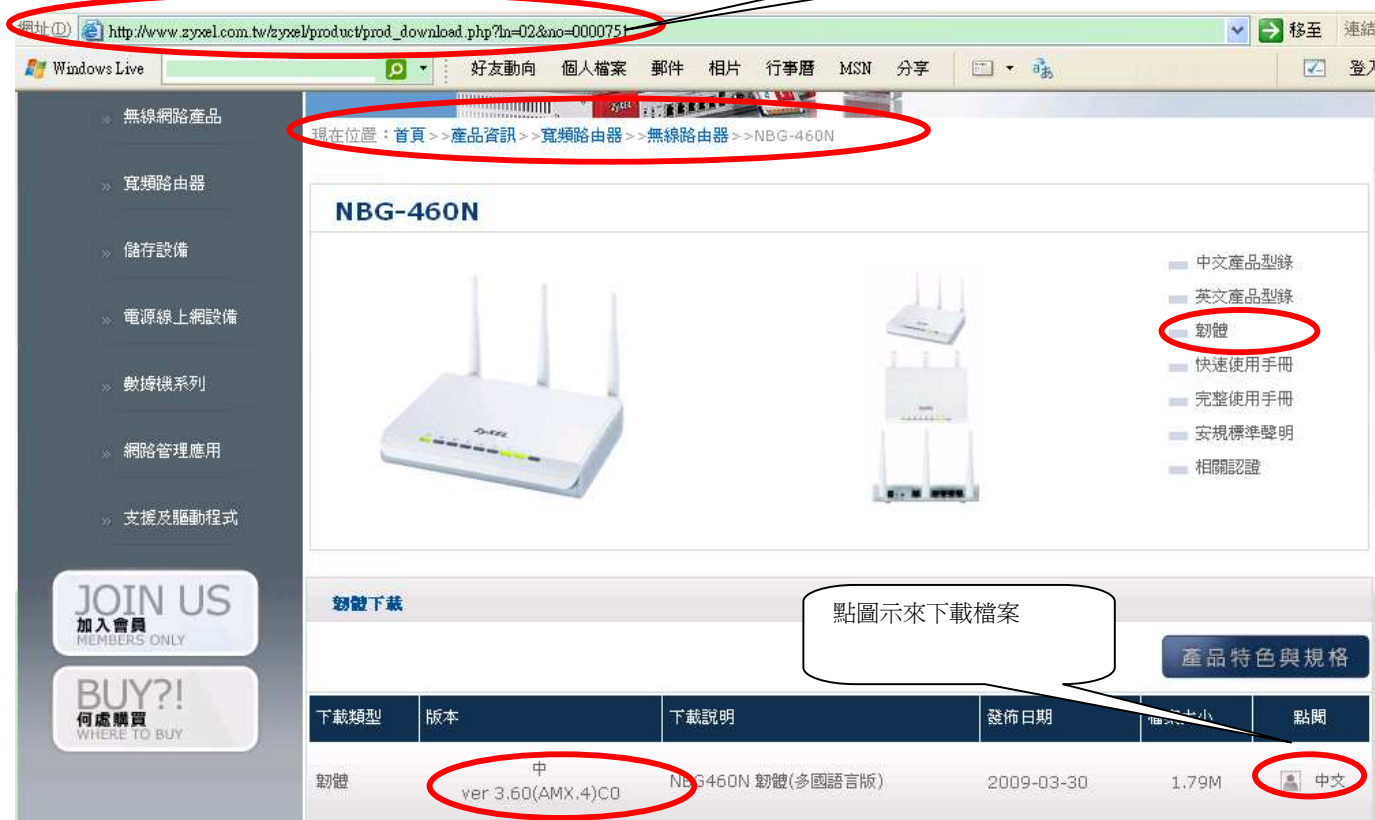 網址(D) http://www.zyxel.com.tw/zyxel/product/prod_download.php?ln=02&no=0000751 移至 連結
Windows Live 好友動向 個人檔案 郵件 相片 行事曆 MSN 分享 登入
» 無線網路產品
» 寬頻路由器
» 儲存設備
» 電源線上網設備
» 數據機系列
» 網路管理應用
» 支援及驅動程式
JOIN US
加入會員
MEMBERS ONLY
BUY?!
何處購買
WHERE TO BUY
現在位置：首頁>>產品資訊>>寬頻路由器>>無線路由器>>NBG-460N
NBG-460N
ZyXEL
中文產品型錄
英文產品型錄
韌體
快速使用手冊
完整使用手冊
安規標準聲明
相關認證
韌體下載
點圖示來下載檔案
產品特色與規格
下載類型 版本 下載說明 發佈日期 檔案大小 點閱
韌體 中 ver 3.60(AMX.4)C0 NBG460N 韌體(多國語言版) 2009-03-30 1.79M 中文